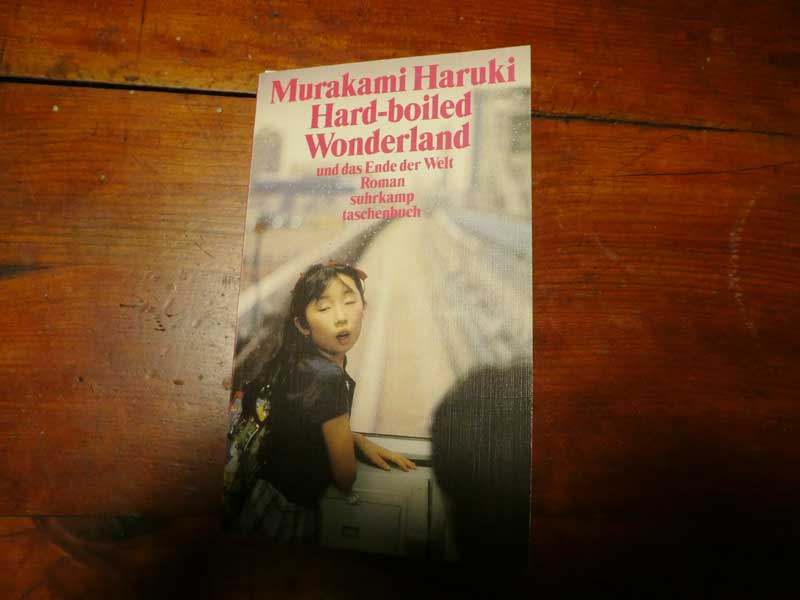 Murakami Haruki
Hard-boiled
Wonderland
und das Ende der Welt
Roman
suhrkamp
taschenbuch